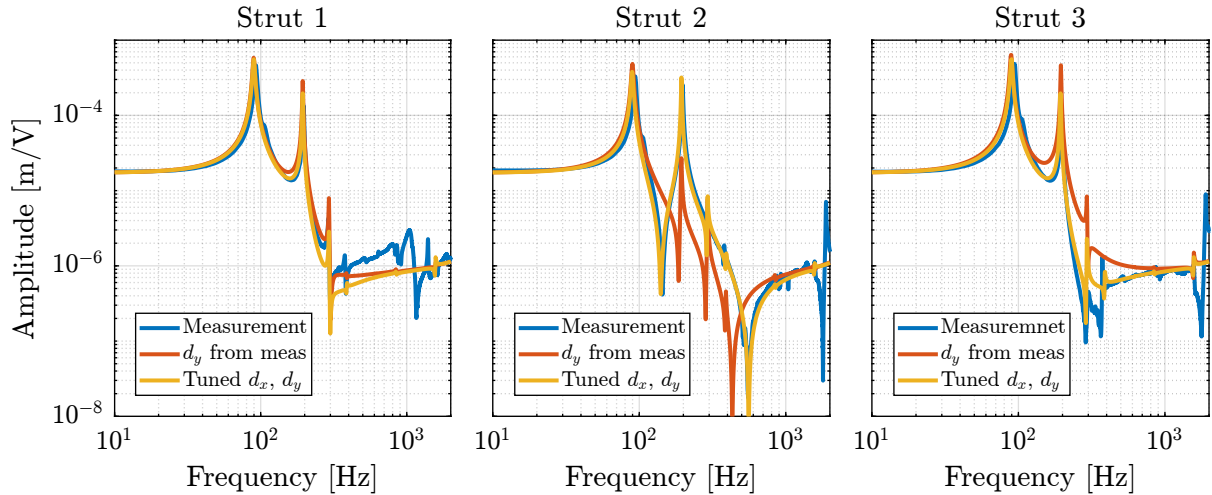 Strut 1
Strut 2
Strut 3
Amplitude [m/V]
10^-4
10^-6
10^-8
Measurement
d_y from meas
Tuned d_x, d_y
Measurement
d_y from meas
Tuned d_x, d_y
Measuremnet
d_y from meas
Tuned d_x, d_y
10^1 10^2 10^3
10^1 10^2 10^3
10^1 10^2 10^3
Frequency [Hz]
Frequency [Hz]
Frequency [Hz]